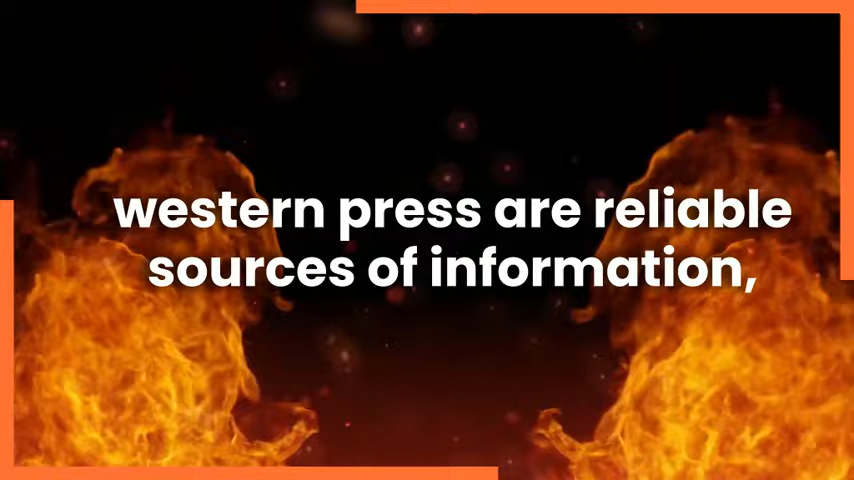 western press are reliable
sources of information,